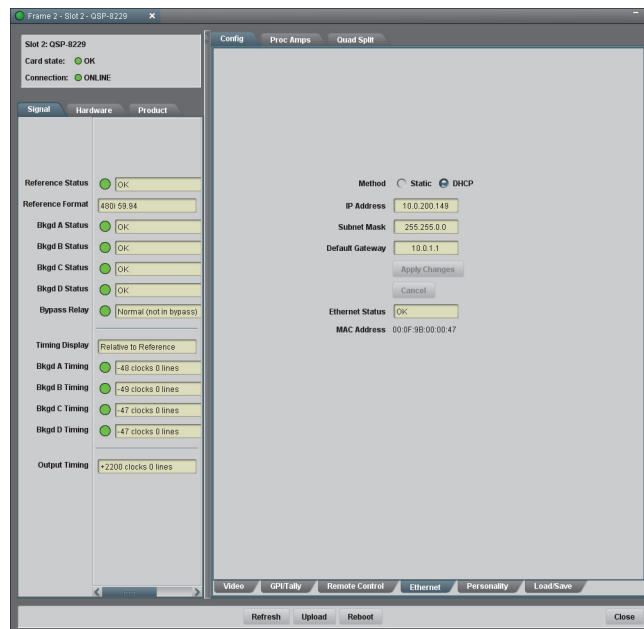 Frame 2 - Slot 2 - QSP-8229
Slot 2: QSP-8229
Card state: OK
Connection: ONLINE
Signal Hardware Product
Reference Status OK
Reference Format 480i 59.94
Bkgd A Status OK
Bkgd B Status OK
Bkgd C Status OK
Bkgd D Status OK
Bypass Relay Normal (not in bypass)
Timing Display Relative to Reference
Bkgd A Timing -48 clocks 0 lines
Bkgd B Timing -49 clocks 0 lines
Bkgd C Timing -47 clocks 0 lines
Bkgd D Timing -47 clocks 0 lines
Output Timing +2200 clocks 0 lines
Config Proc Amps Quad Split
Method Static DHCP
IP Address 10.0.200.149
Subnet Mask 255.255.0.0
Default Gateway 10.0.1.1
Apply Changes
Cancel
Ethernet Status OK
MAC Address 00:0F:9B:00:00:47
Video GPI/Tally Remote Control Ethernet Personality Load/Save
Refresh Upload Reboot Close